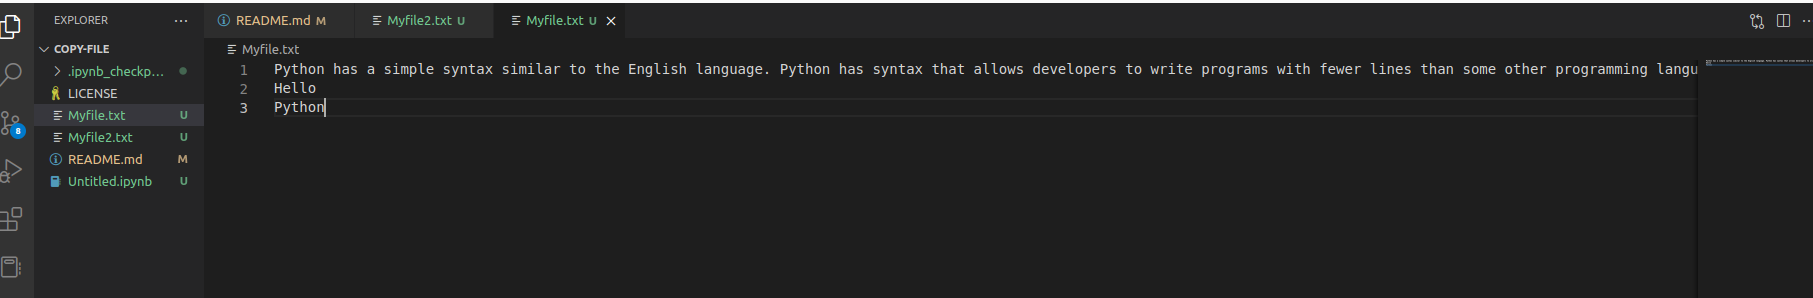 EXPLORER ...
README.md M
Myfile2.txt U
Myfile.txt U
COPY-FILE
.ipynb_checkp...
LICENSE
Myfile.txt U
Myfile2.txt U
README.md M
Untitled.ipynb U
8
Myfile.txt
1 Python has a simple syntax similar to the English language. Python has syntax that allows developers to write programs with fewer lines than some other programming langu
2 Hello
3 Python